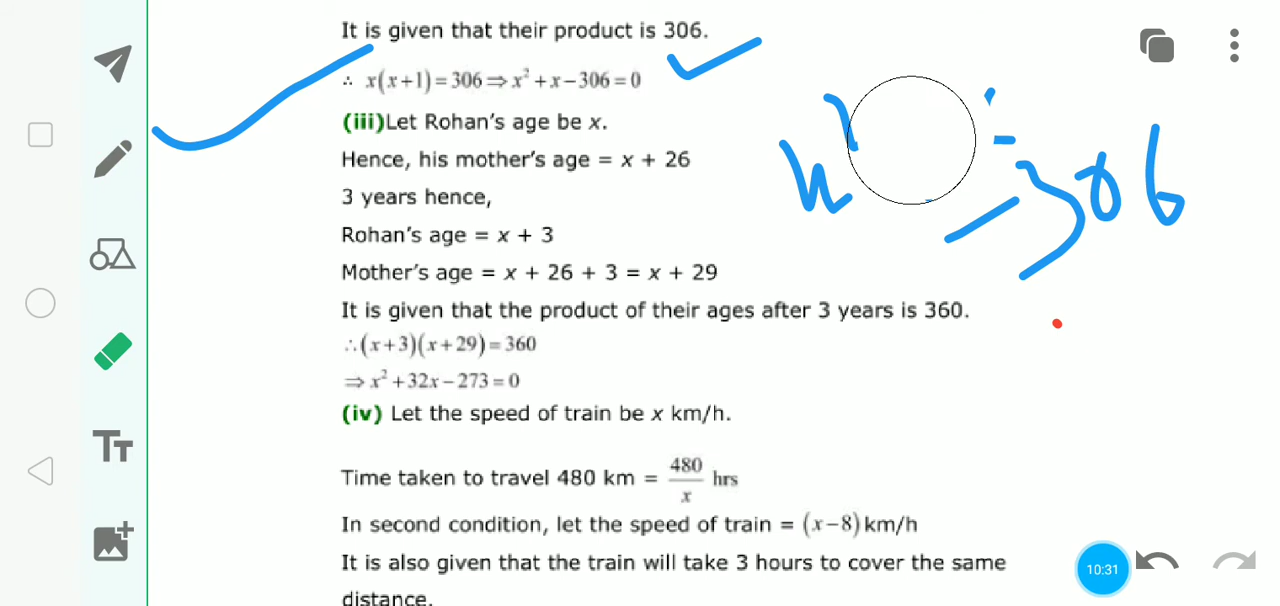 It is given that their product is 306.
∴ x(x+1)=306⇒x²+x−306=0
(iii)Let Rohan's age be x.
Hence, his mother's age = x + 26
3 years hence,
Rohan's age = x + 3
Mother's age = x + 26 + 3 = x + 29
It is given that the product of their ages after 3 years is 360.
∴(x+3)(x+29)=360
⇒x²+32x−273=0
(iv) Let the speed of train be x km/h.
Time taken to travel 480 km = 480/x hrs
In second condition, let the speed of train = (x−8)km/h
It is also given that the train will take 3 hours to cover the same
distance.
306
TT
10:31